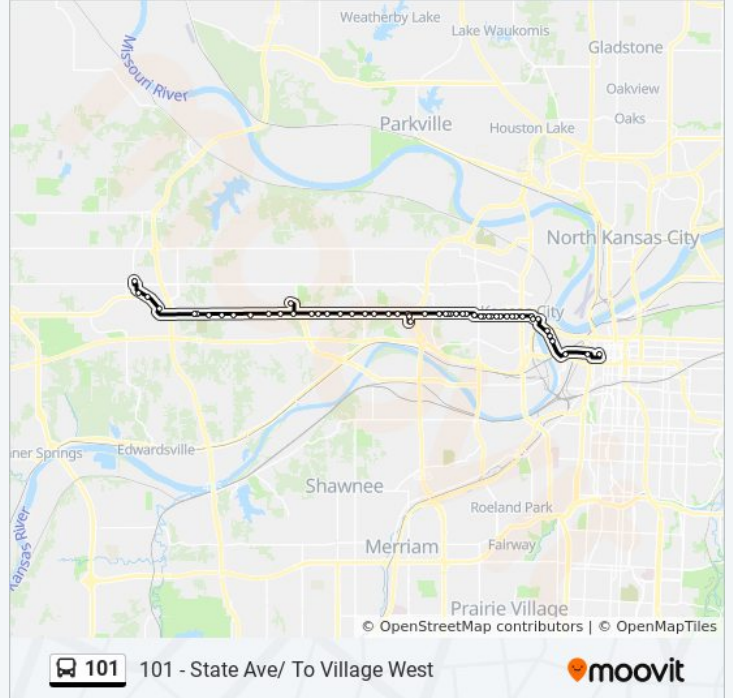 Weatherby Lake
Lake Waukomis
Gladstone
Missouri River
Oakview
Parkville
Houston Lake
Oaks
North Kansas City
Kansas City
Edwardsville
ner Springs
Shawnee
Kansas River
Roeland Park
Merriam
Fairway
Prairie Village
© OpenStreetMap contributors | © OpenMapTiles
101 101 - State Ave/ To Village West
moovit